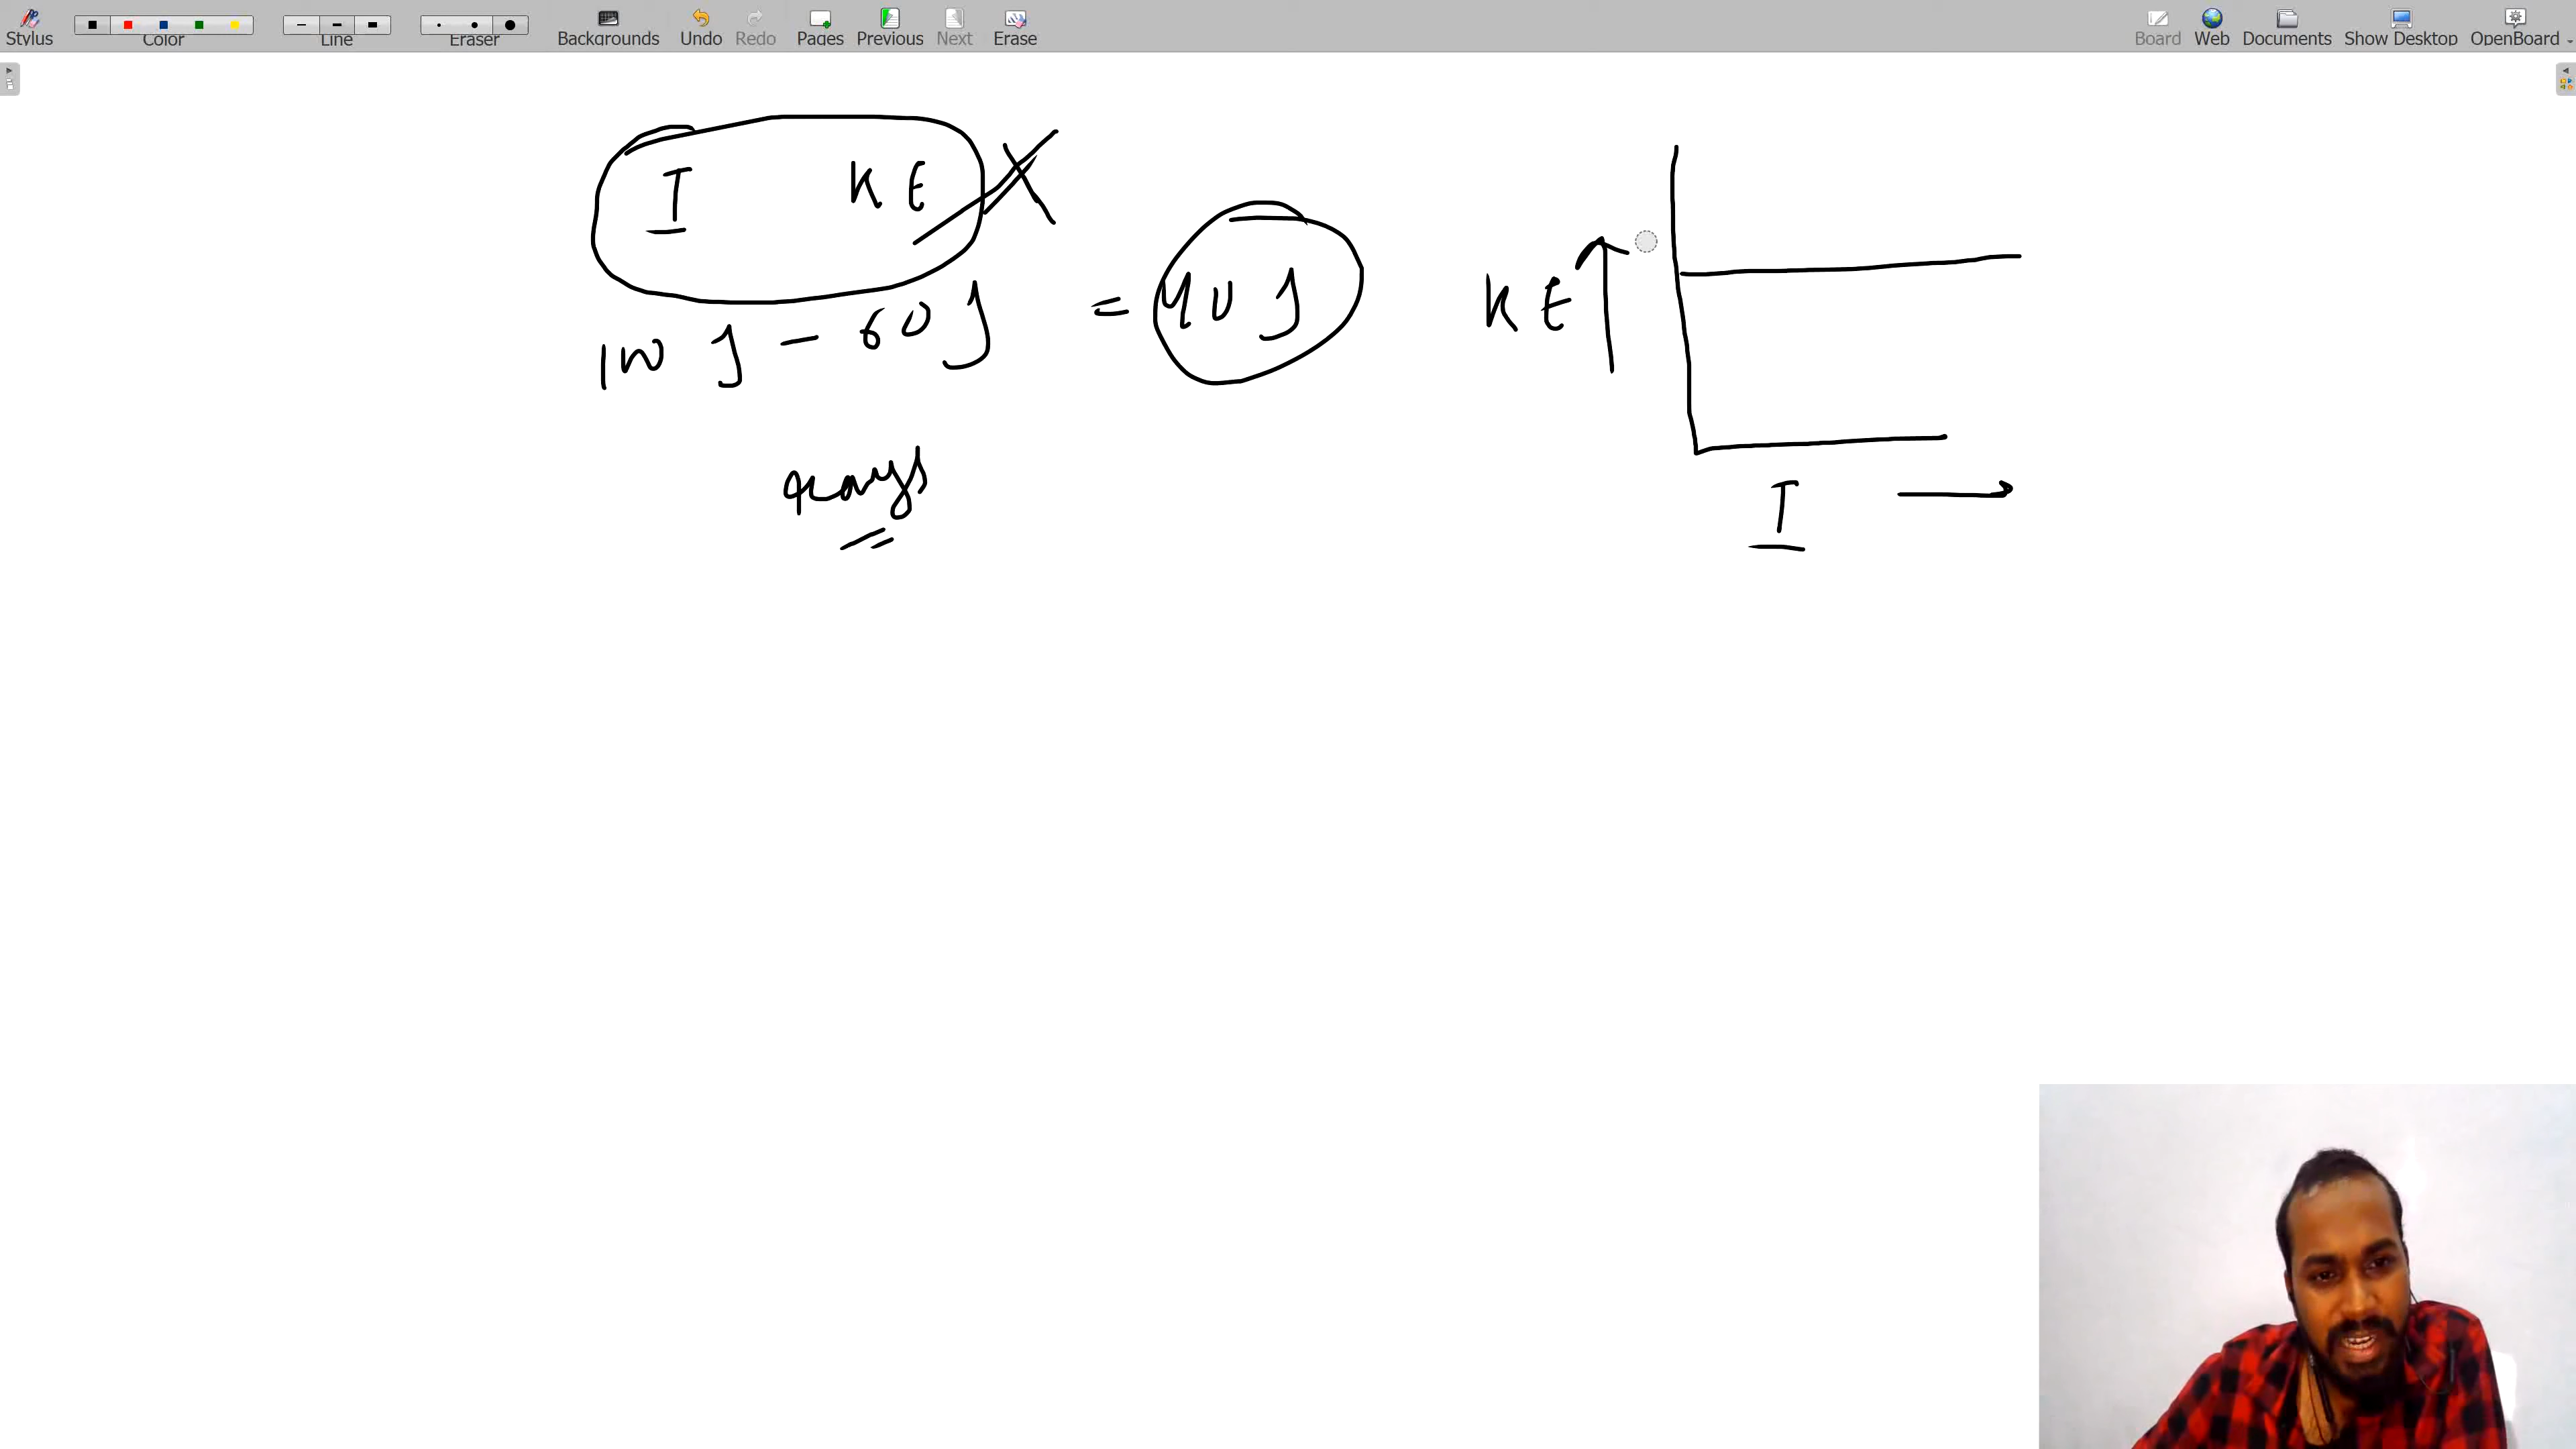 Stylus Color Line Eraser Backgrounds Undo Redo Pages Previous Next Erase Board Web Documents Show Desktop OpenBoard
I KE
100 J - 60 J = 40 J
rays
KE
I